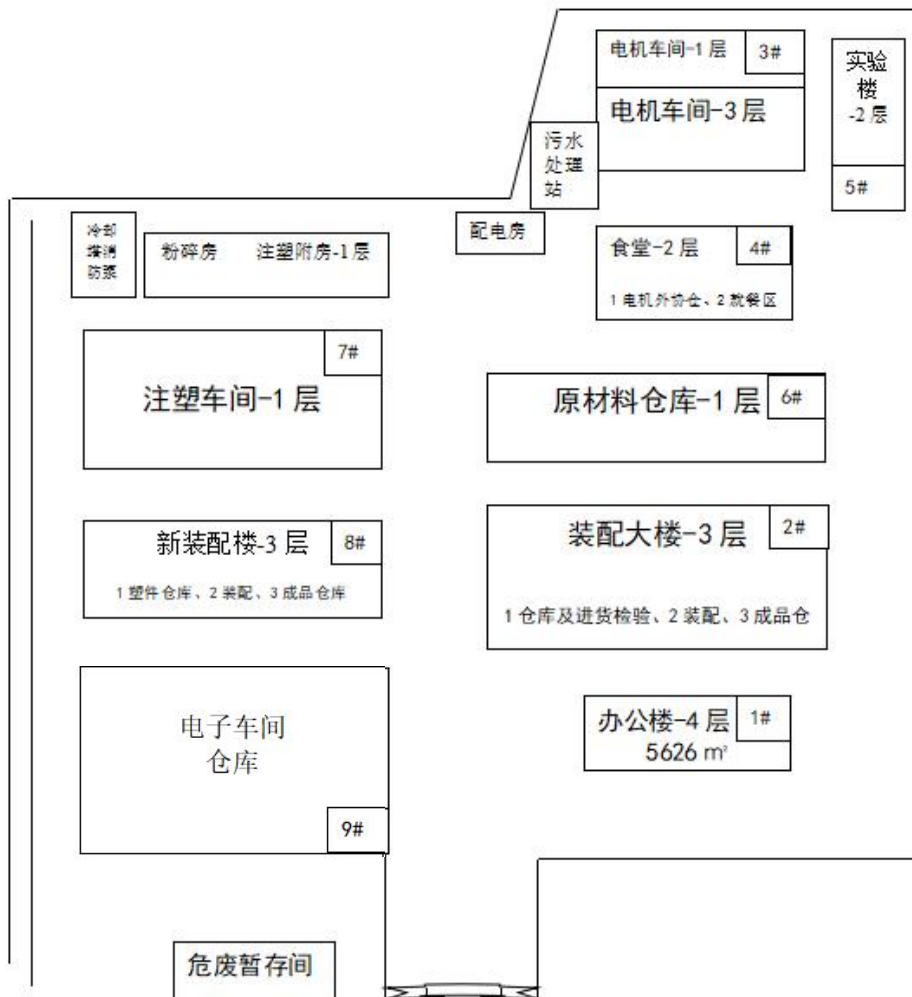 电机车间-1 层
3#
电机车间-3 层
实验
楼
-2 层
5#
污水
处理
站
冷却
塔消
防泵
粉碎房 注塑附房-1 层
配电房
食堂-2 层
4#
1 电机外协仓、2 就餐区
7#
注塑车间-1 层
原材料仓库-1 层
6#
新装配楼-3 层
8#
1 塑件仓库、2 装配、3 成品仓库
装配大楼-3 层
2#
1 仓库及进货检验、2 装配、3 成品仓
电子车间
仓库
9#
办公楼-4 层
1#
5626 ㎡
危废暂存间